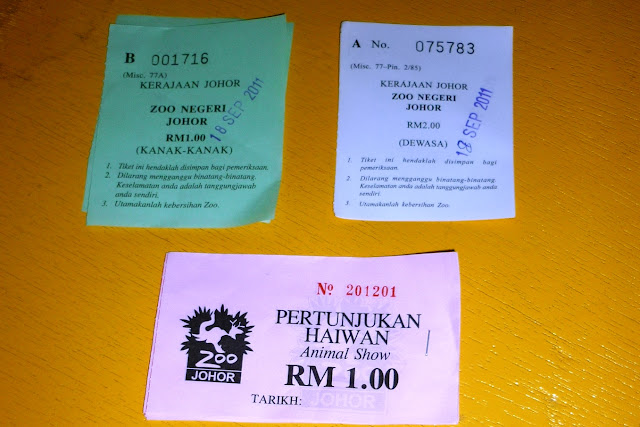 B 001716
(Misc. 77A)
KERAJAAN JOHOR
ZOO NEGERI
JOHOR
RM1.00
(KANAK-KANAK)
18 SEP 2011
1. Tiket ini hendaklah disimpan bagi pemeriksaan.
2. Dilarang mengganggu binatang-binatang.
Keselamatan anda adalah tanggungjawab
anda sendiri.
3. Utamakanlah kebersihan Zoo.
A No. 075783
(Misc. 77-Pin. 2/85)
KERAJAAN JOHOR
ZOO NEGERI
JOHOR
RM2.00
(DEWASA)
18 SEP 2011
1. Tiket ini hendaklah disimpan bagi
pemeriksaan.
2. Dilarang mengganggu binatang-binatang.
Keselamatan anda adalah tanggungjawab anda
sendiri.
3. Utamakanlah kebersihan Zoo.
No 201201
PERTUNJUKAN
HAIWAN
Animal Show
RM 1.00
TARIKH:
ZOO
JOHOR